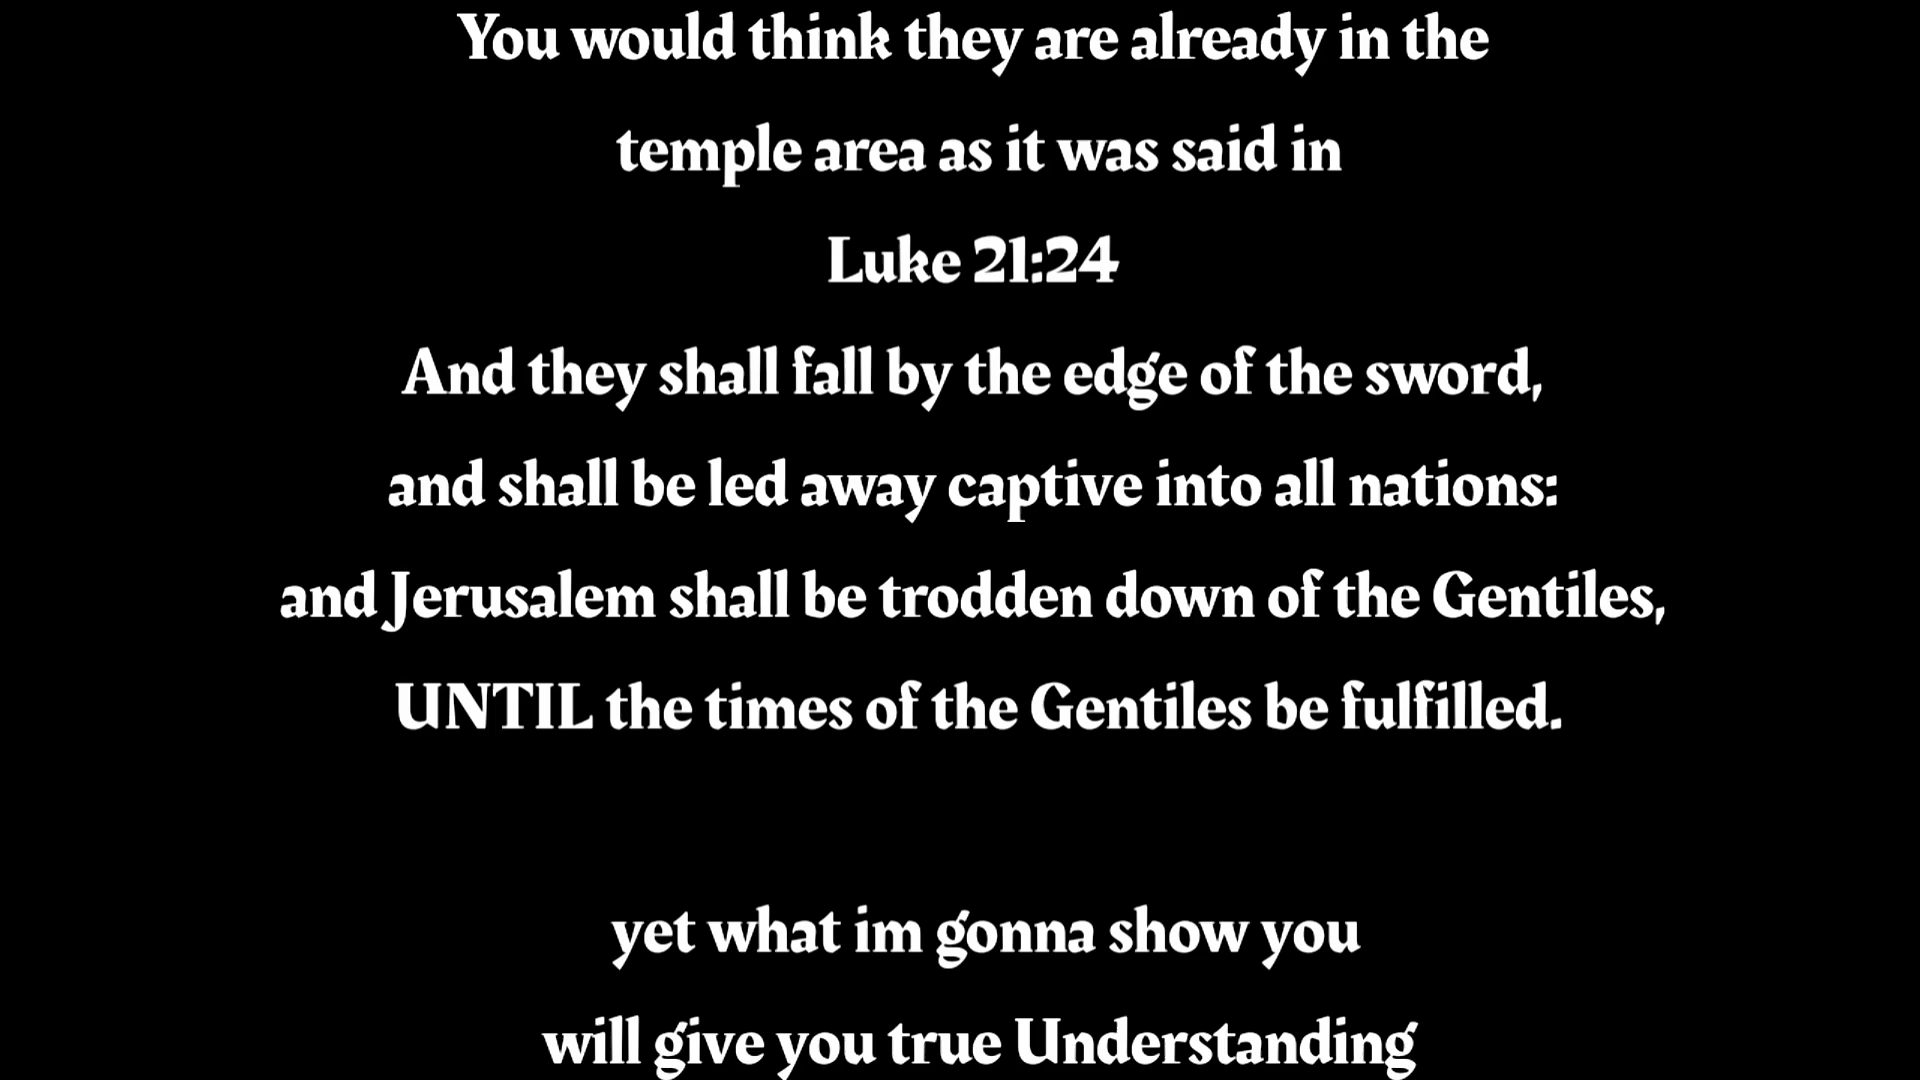 You would think they are already in the
temple area as it was said in
Luke 21:24
And they shall fall by the edge of the sword,
and shall be led away captive into all nations:
and Jerusalem shall be trodden down of the Gentiles,
UNTIL the times of the Gentiles be fulfilled.
yet what im gonna show you
will give you true Understanding